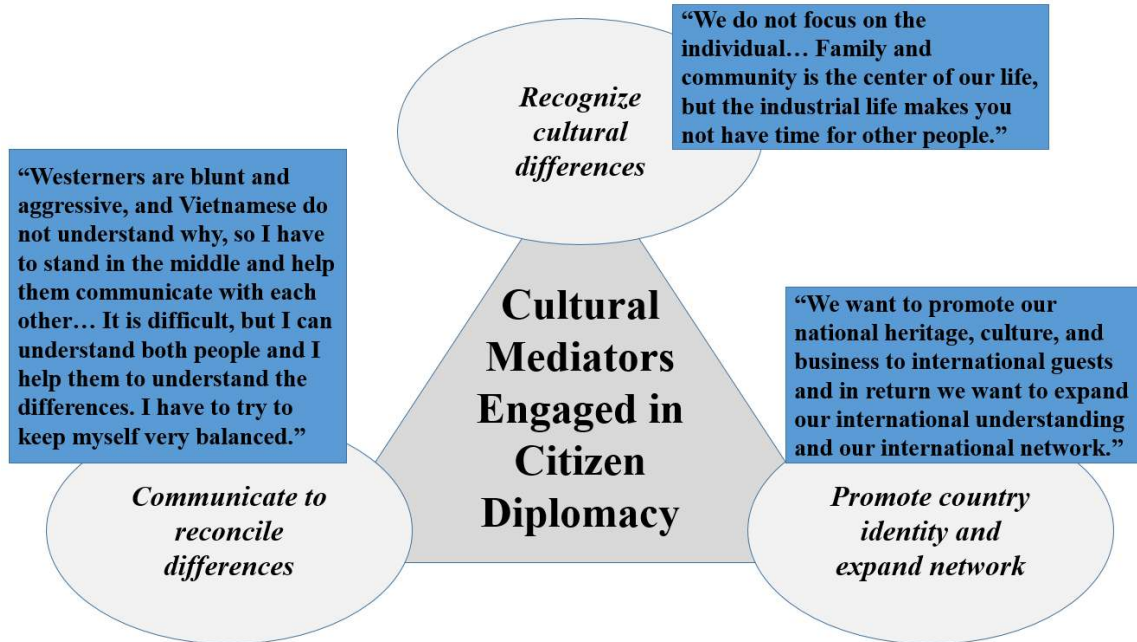 Recognize
cultural
differences
“We do not focus on the
individual… Family and
community is the center of our life,
but the industrial life makes you
not have time for other people.”
“Westerners are blunt and
aggressive, and Vietnamese do
not understand why, so I have
to stand in the middle and help
them communicate with each
other… It is difficult, but I can
understand both people and I
help them to understand the
differences. I have to try to
keep myself very balanced.”
Cultural
Mediators
Engaged in
Citizen
Diplomacy
“We want to promote our
national heritage, culture, and
business to international guests
and in return we want to expand
our international understanding
and our international network.”
Communicate to
reconcile
differences
Promote country
identity and
expand network